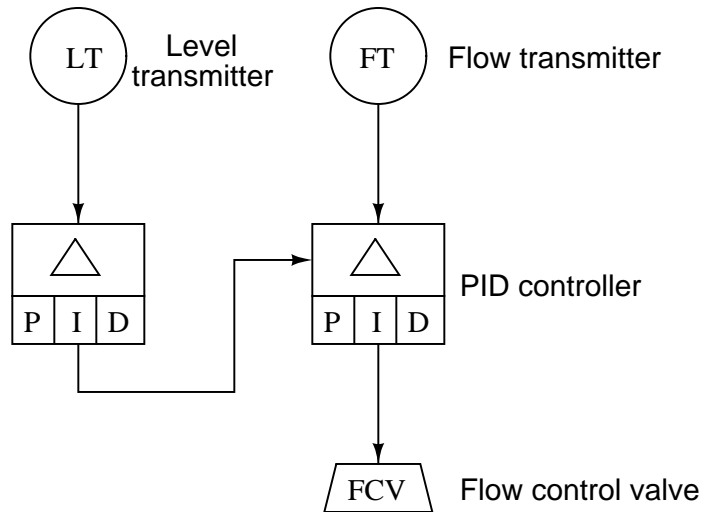 LT
Level
transmitter
FT
Flow transmitter
P I D
P I D
PID controller
FCV
Flow control valve